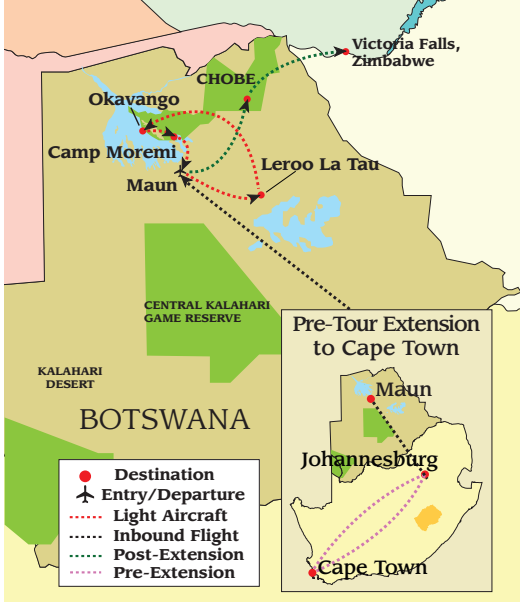 Victoria Falls,
Zimbabwe
CHOBE
Okavango
Camp Moremi
Leroo La Tau
Maun
CENTRAL KALAHARI
GAME RESERVE
KALAHARI
DESERT
BOTSWANA
Pre-Tour Extension
to Cape Town
Maun
Johannesburg
Cape Town
Destination
Entry/Departure
Light Aircraft
Inbound Flight
Post-Extension
Pre-Extension